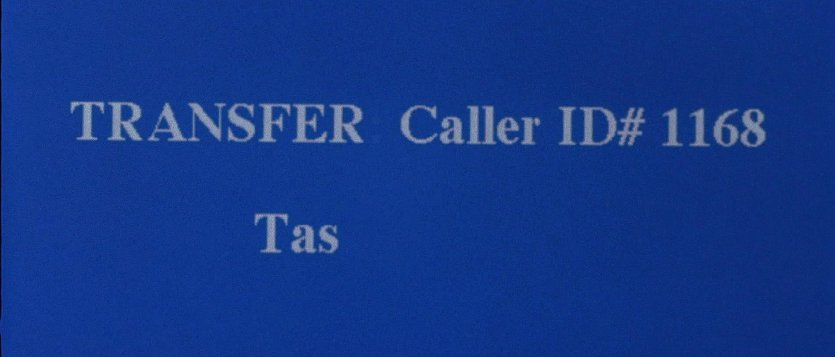 TRANSFER Caller ID# 1168
Tas